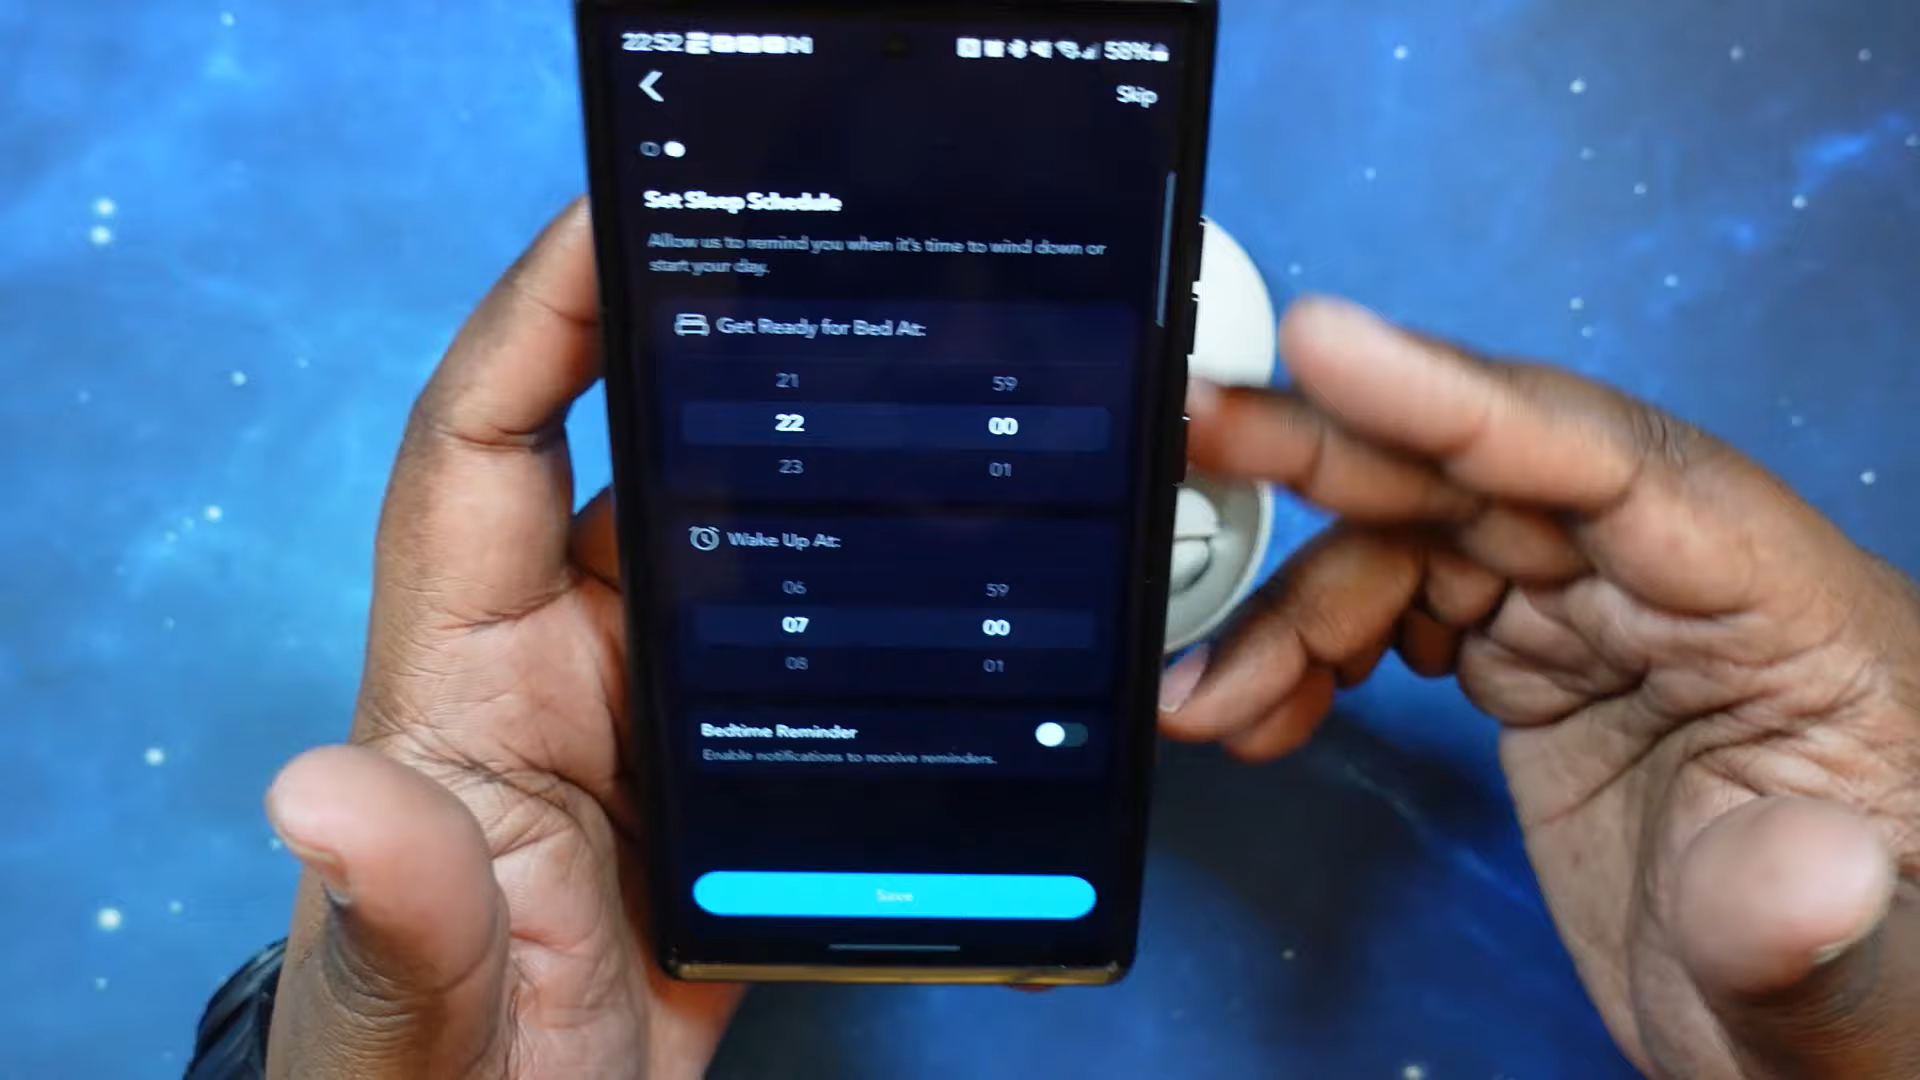 22:52
58%
Skip
Set Sleep Schedule
Allow us to remind you when it's time to wind down or
start your day.
Get Ready for Bed At:
21 59
22 00
23 01
Wake Up At:
06 59
07 00
08 01
Bedtime Reminder
Enable notifications to receive reminders.
Save